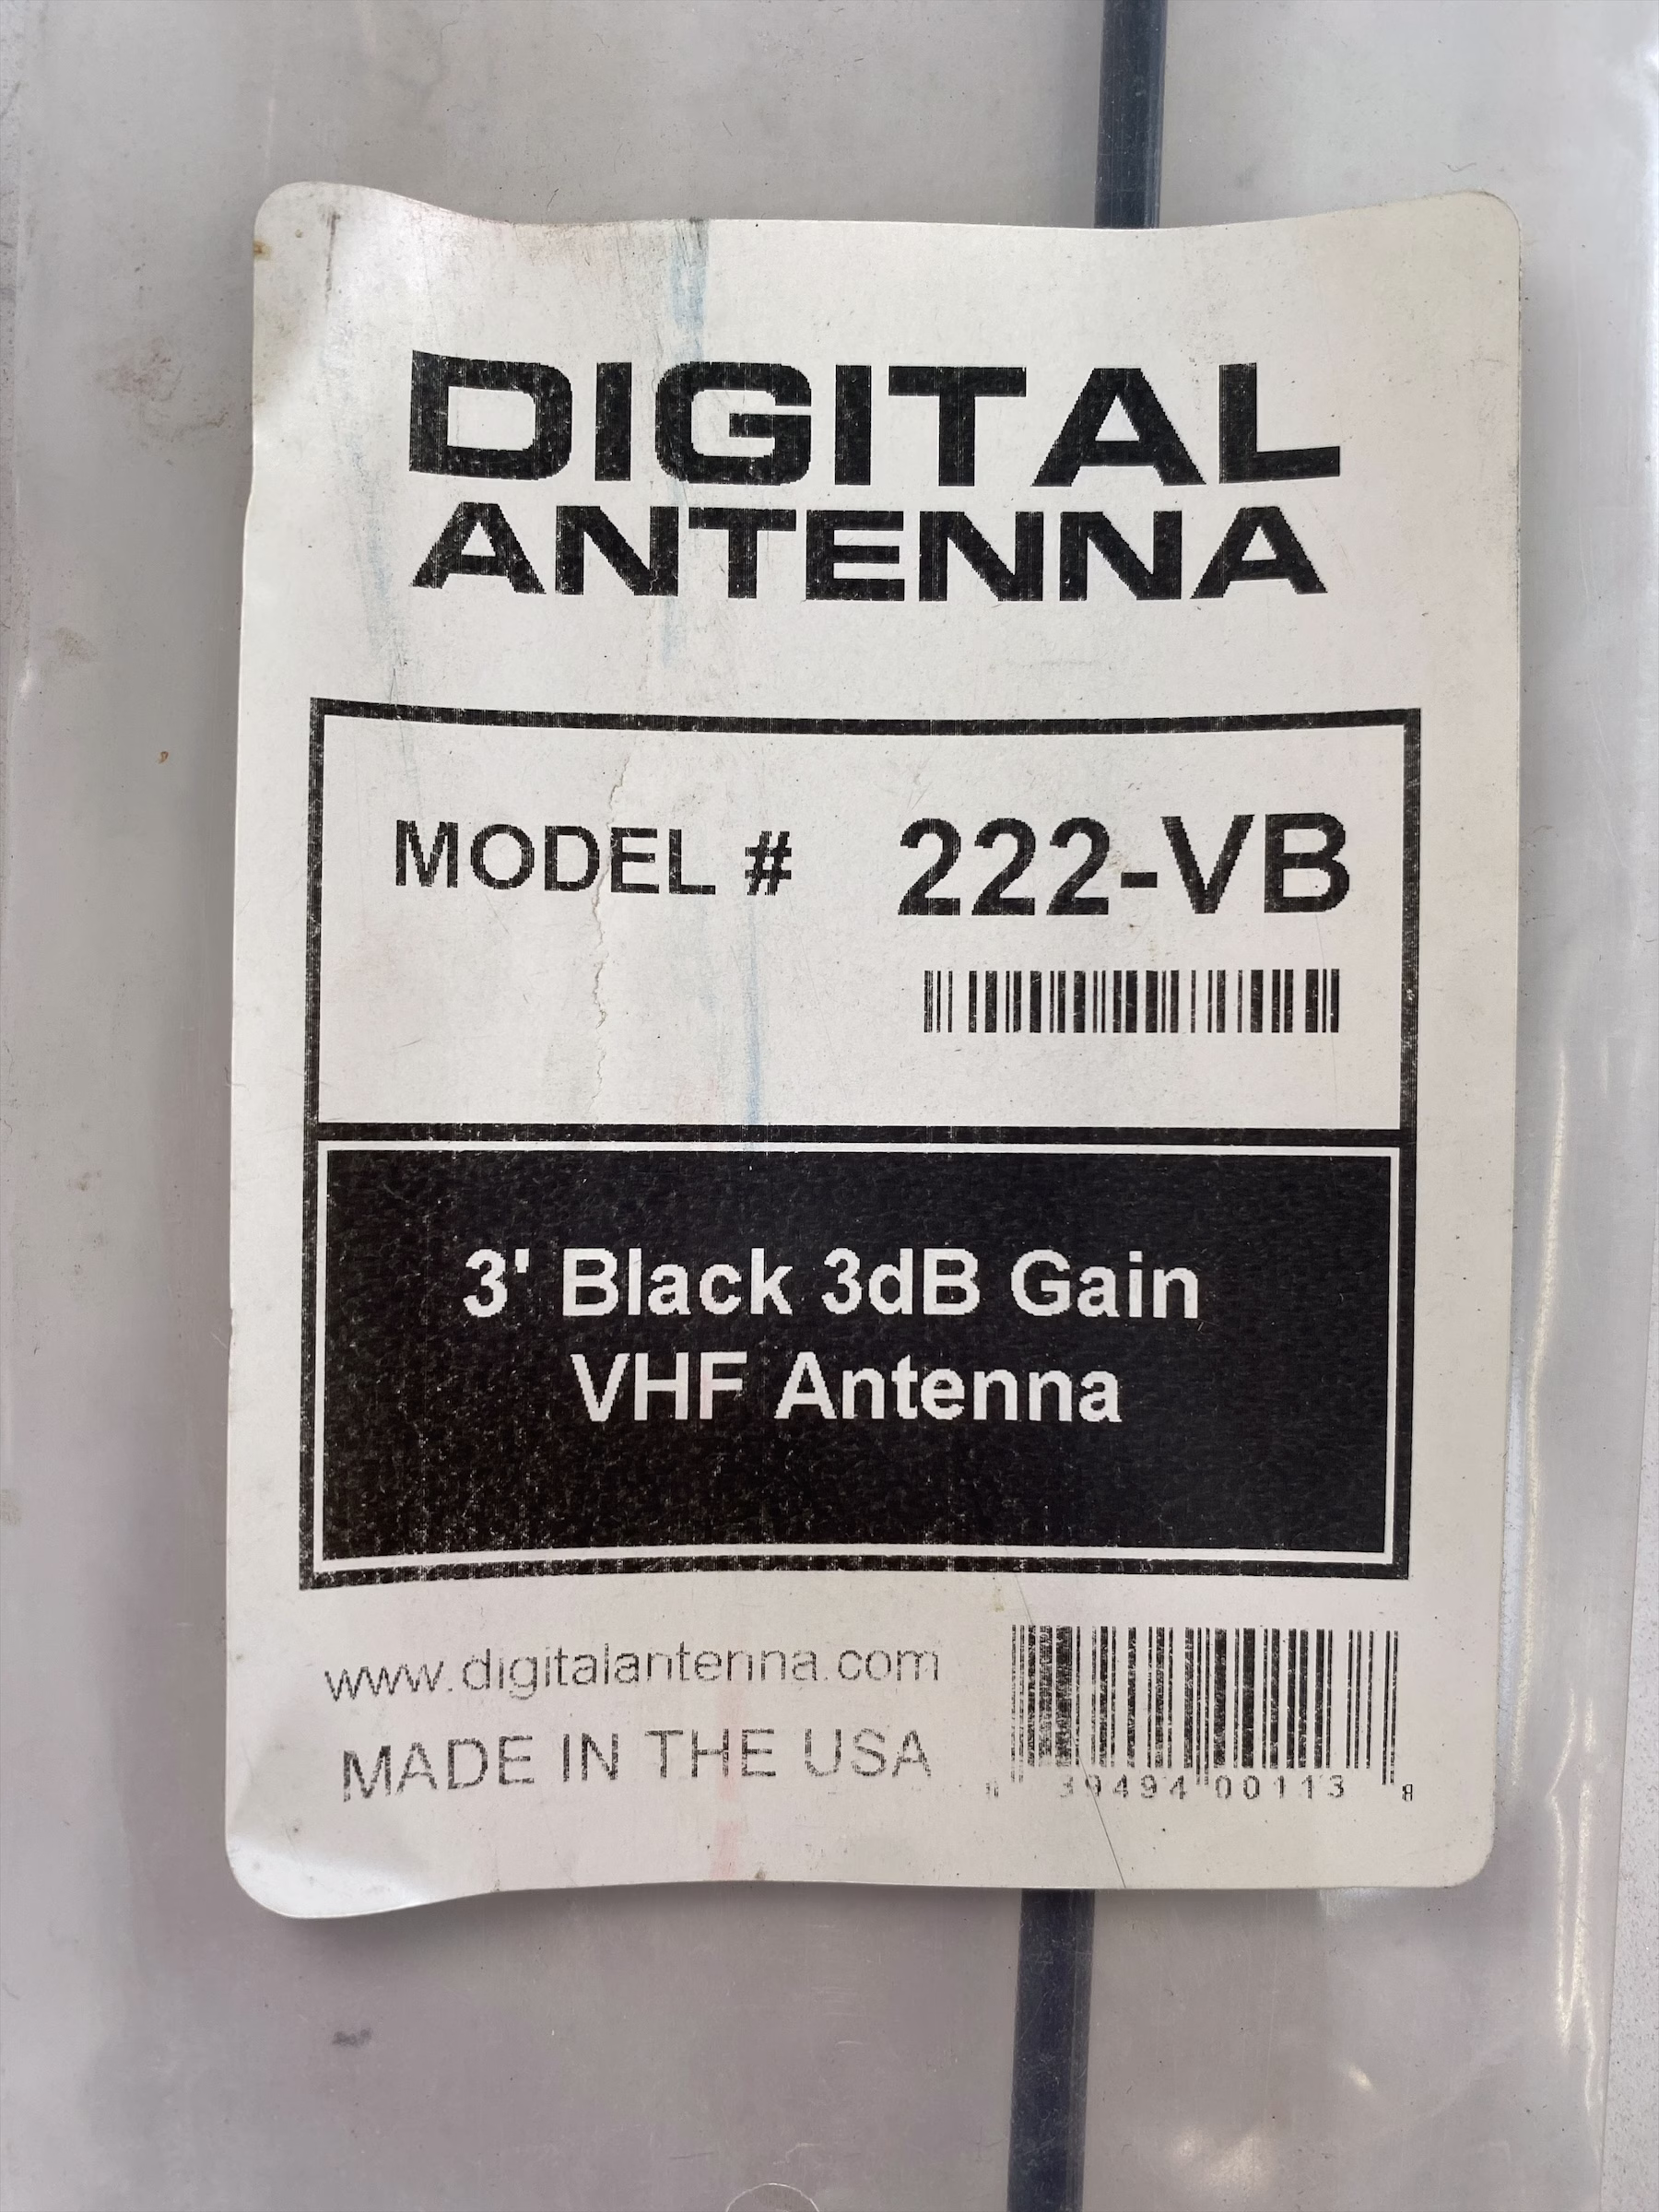 DIGITAL
ANTENNA
MODEL # 222-VB
3' Black 3dB Gain
VHF Antenna
www.digitalantenna.com
MADE IN THE USA
39494 00113 8